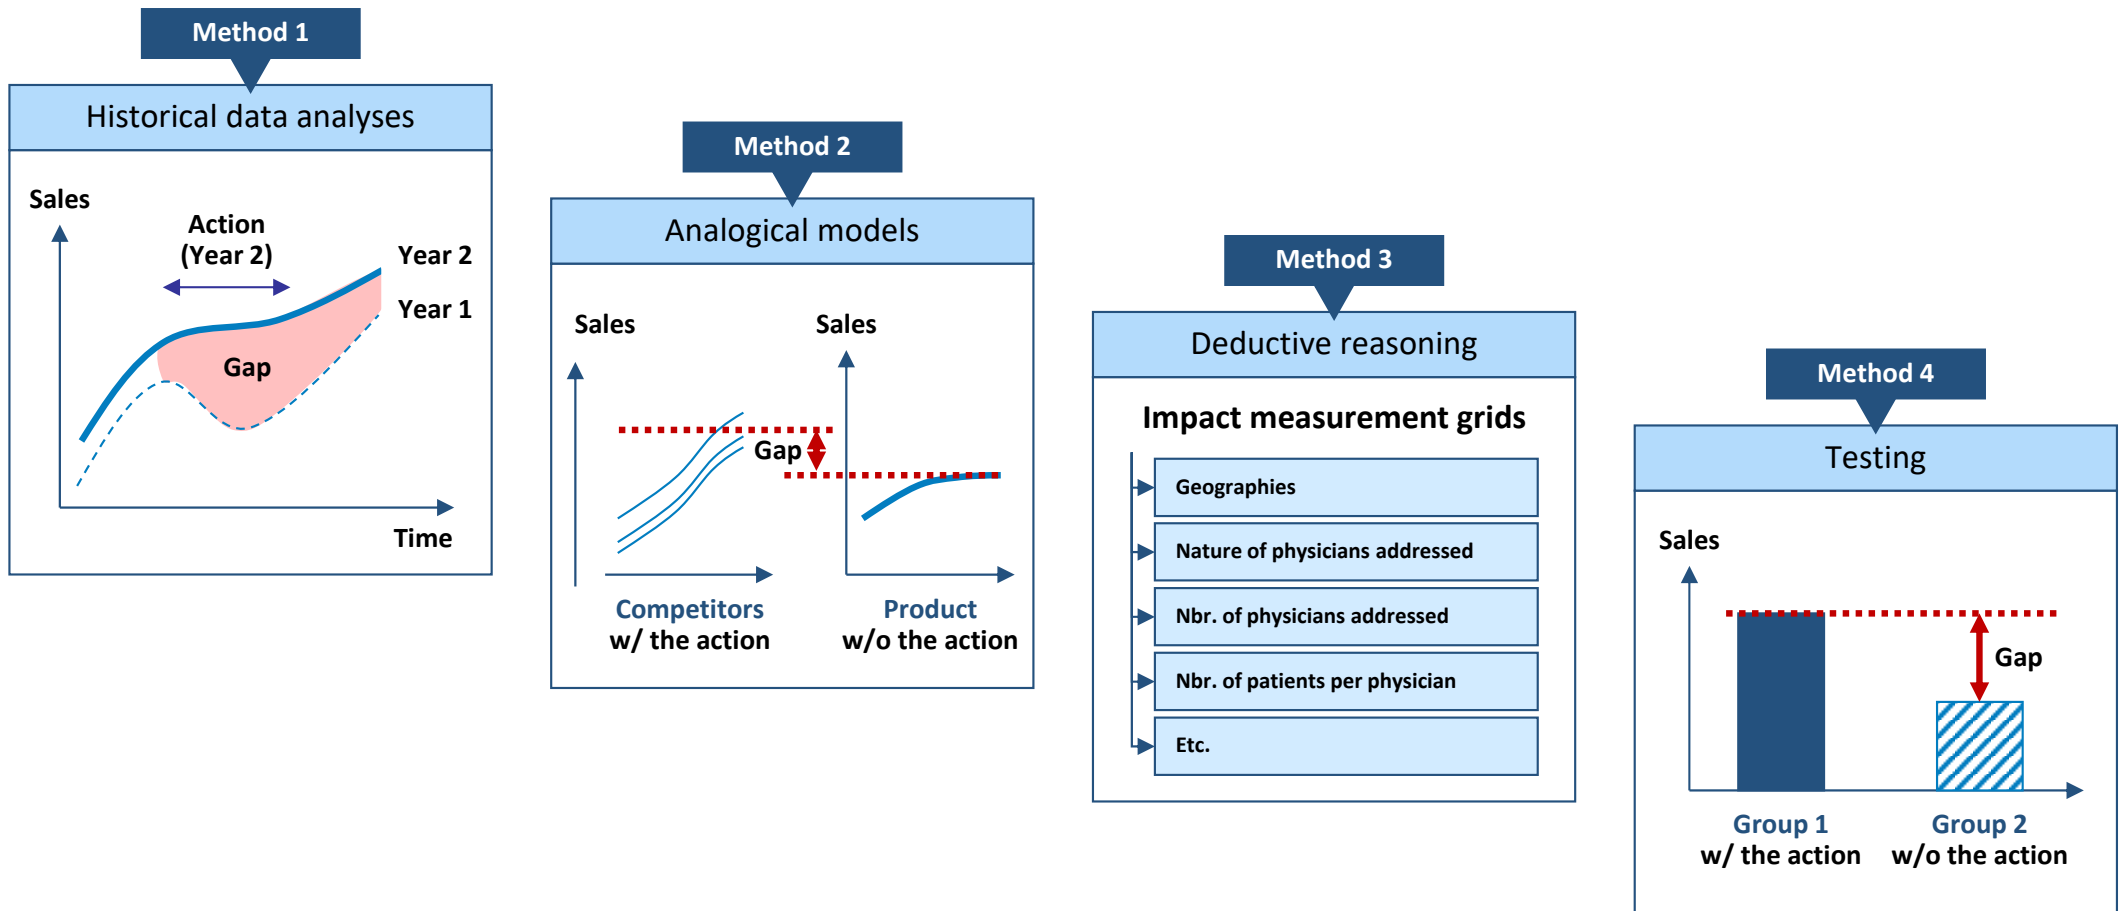 Method 1
Historical data analyses
Sales
Action
(Year 2)
Year 2
Year 1
Gap
Time
Method 2
Analogical models
Sales
Sales
Gap
Competitors
w/ the action
Product
w/o the action
Method 3
Deductive reasoning
Impact measurement grids
Geographies
Nature of physicians addressed
Nbr. of physicians addressed
Nbr. of patients per physician
Etc.
Method 4
Testing
Sales
Gap
Group 1
w/ the action
Group 2
w/o the action